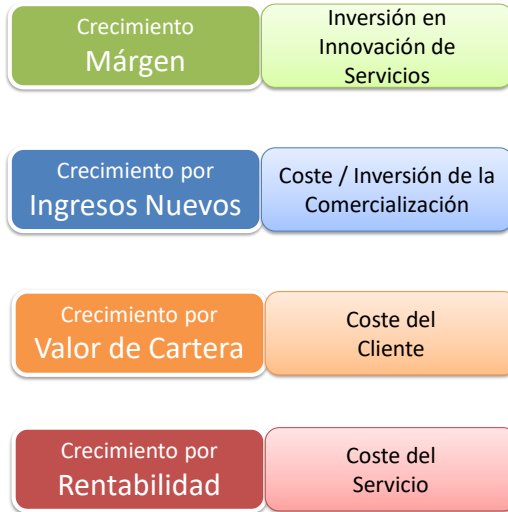 Crecimiento
Márgen
Inversión en
Innovación de
Servicios
Crecimiento por
Ingresos Nuevos
Coste / Inversión de la
Comercialización
Crecimiento por
Valor de Cartera
Coste del
Cliente
Crecimiento por
Rentabilidad
Coste del
Servicio